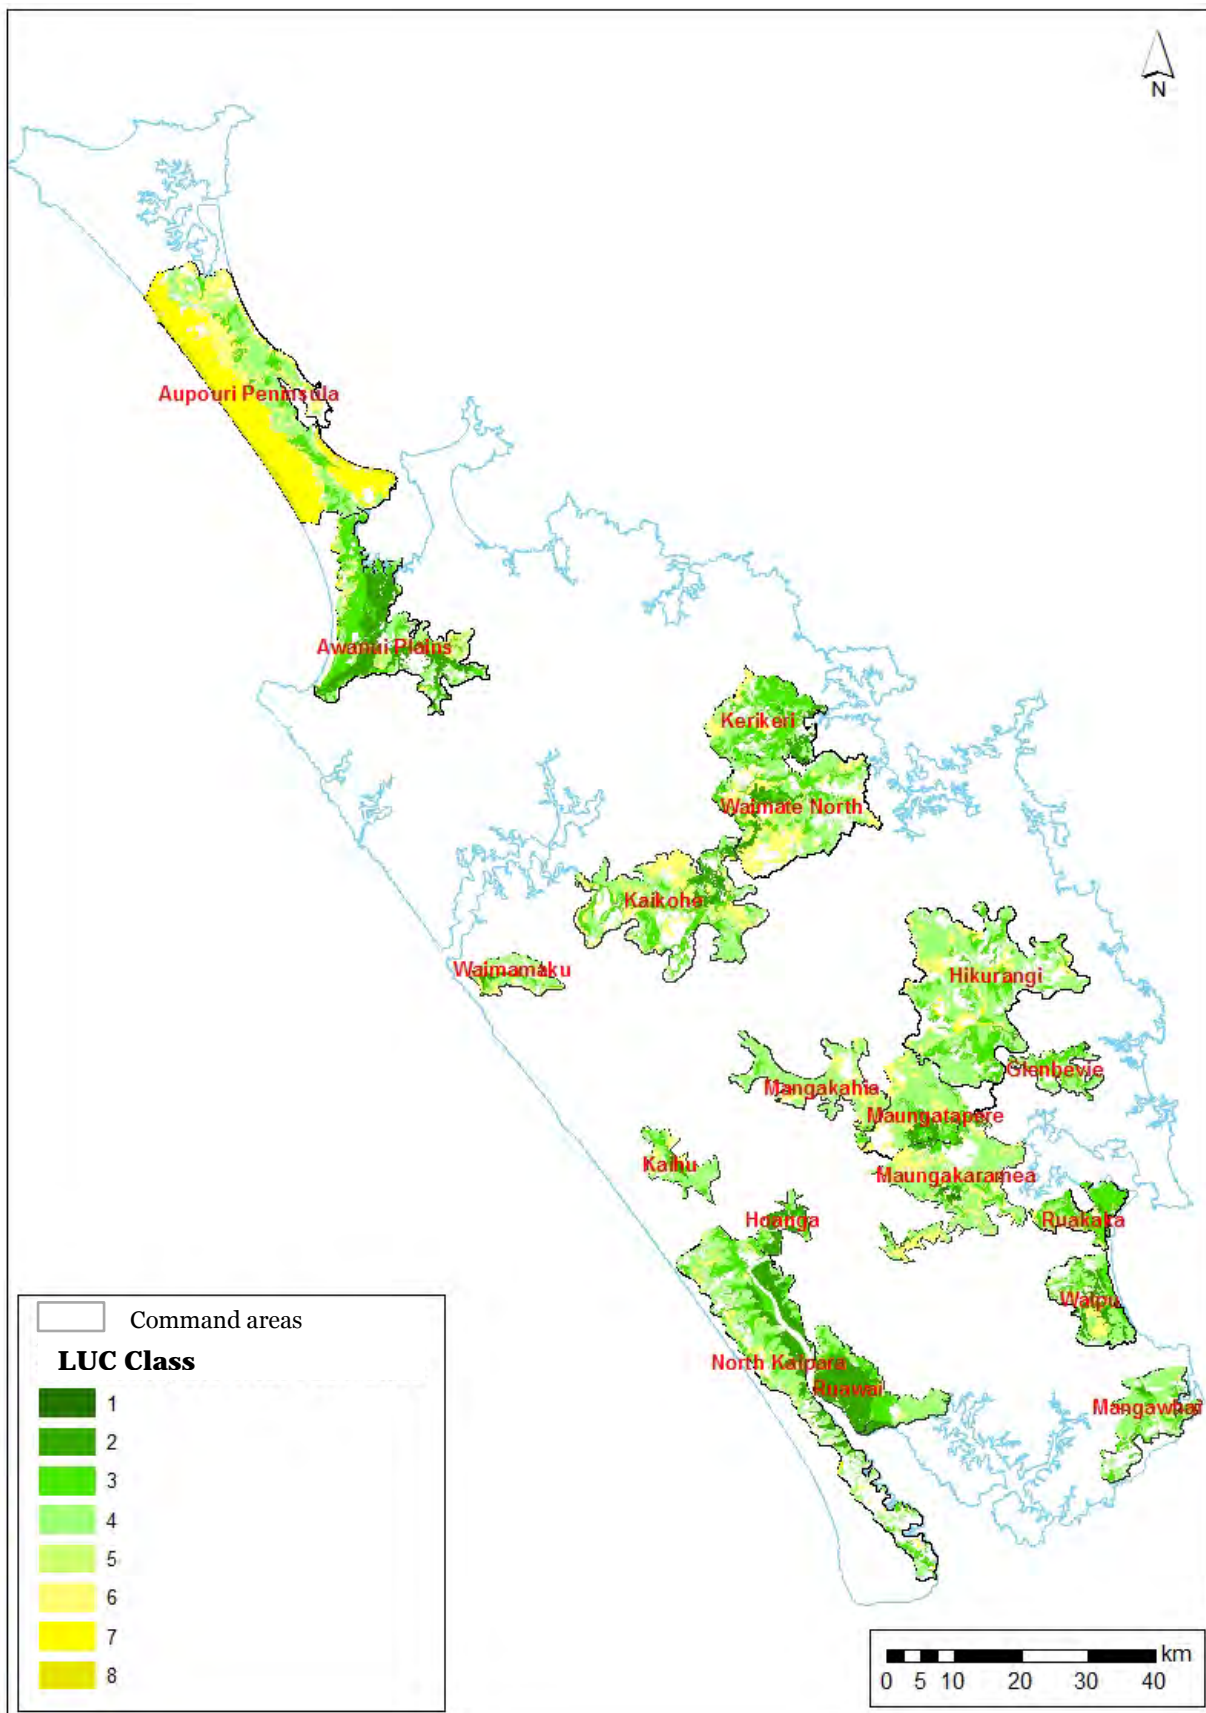 N
Aupouri Peninsula
Awanui Plains
Kerikeri
Waimate North
Kaikohe
Waimamaku
Hikurangi
Glenbevie
Mangakahia
Maungatapere
Kaihu
Maungakaramea
Hoanga
Ruakaka
Waipu
North Kaipara
Ruawai
Mangawhai
Command areas
LUC Class
1
2
3
4
5
6
7
8
km
0 5 10 20 30 40